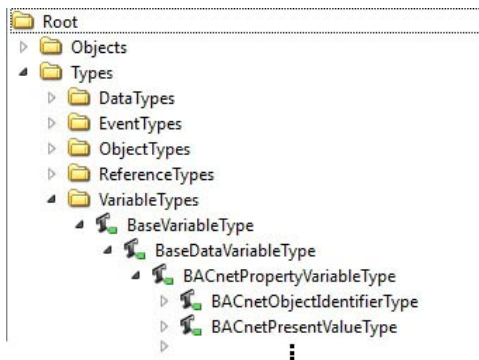 Root
Objects
Types
DataTypes
EventTypes
ObjectTypes
ReferenceTypes
VariableTypes
BaseVariableType
BaseDataVariableType
BACnetPropertyVariableType
BACnetObjectIdentifierType
BACnetPresentValueType